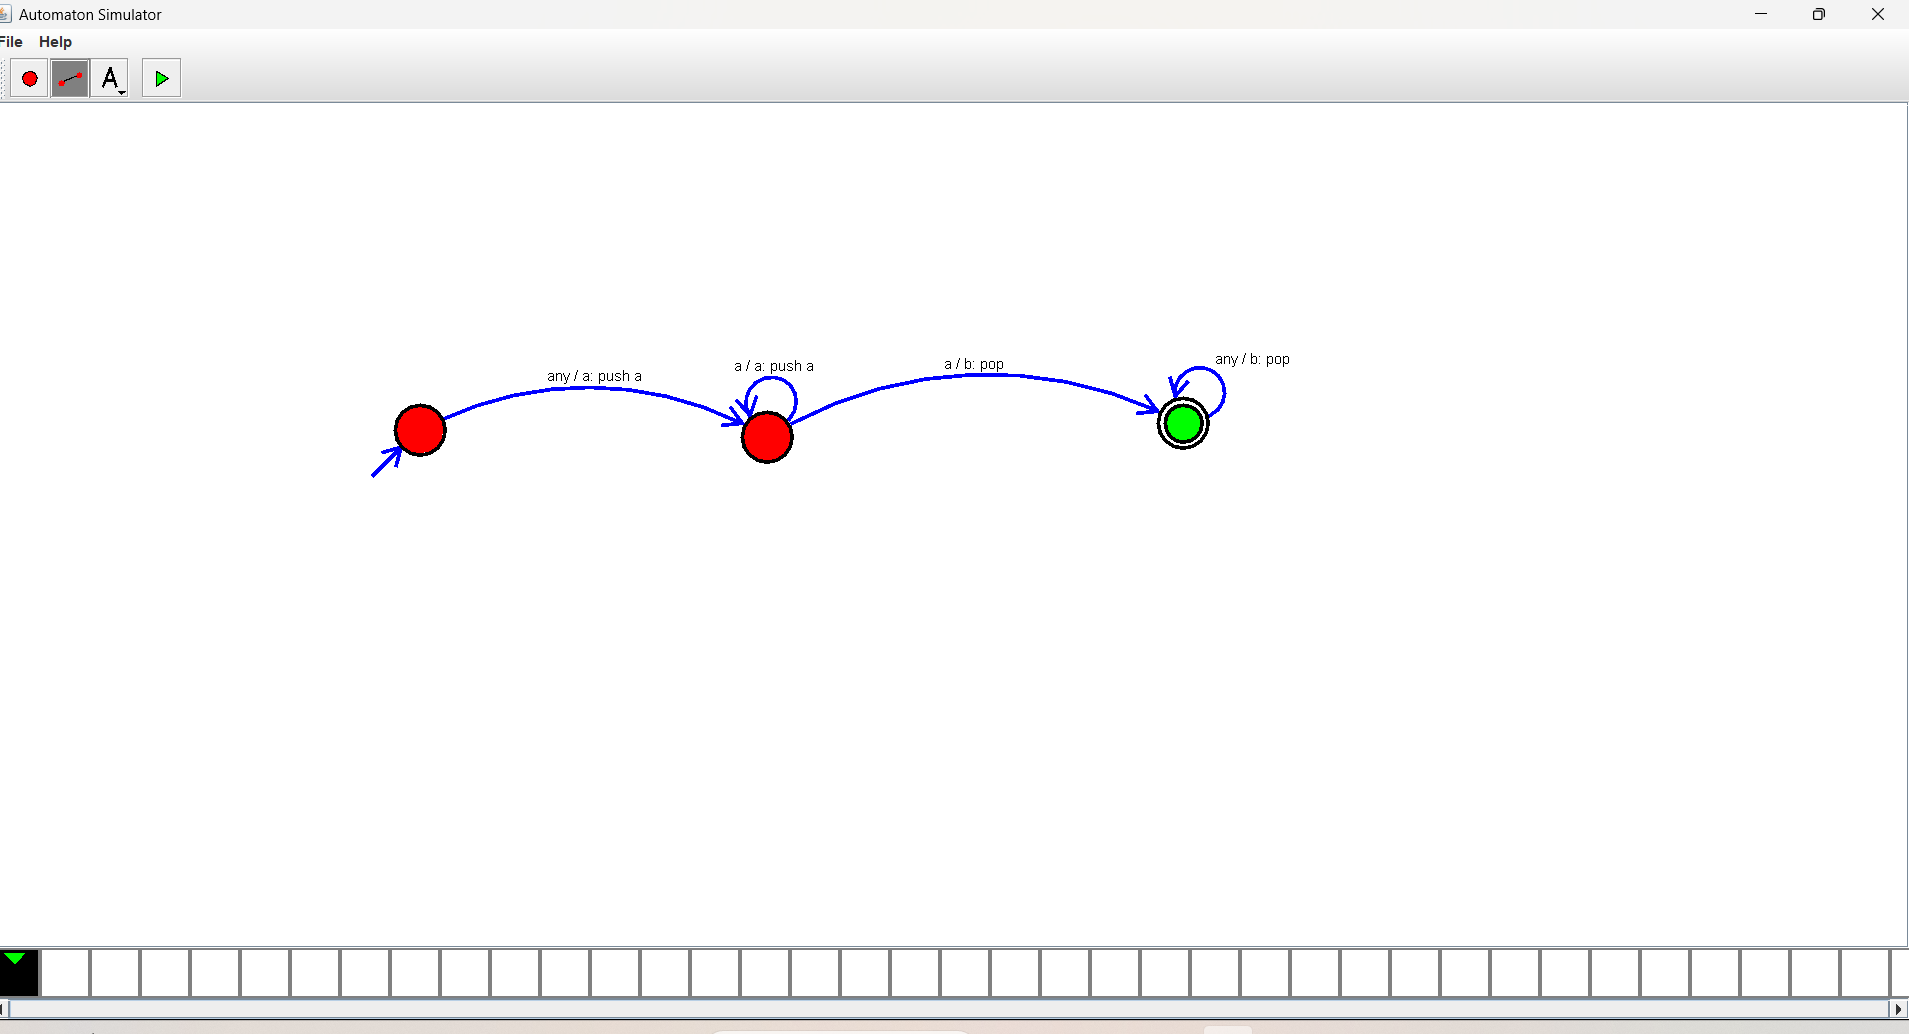 Automaton Simulator
File Help
A
any / a: push a
a / a: push a
a / b: pop
any / b: pop